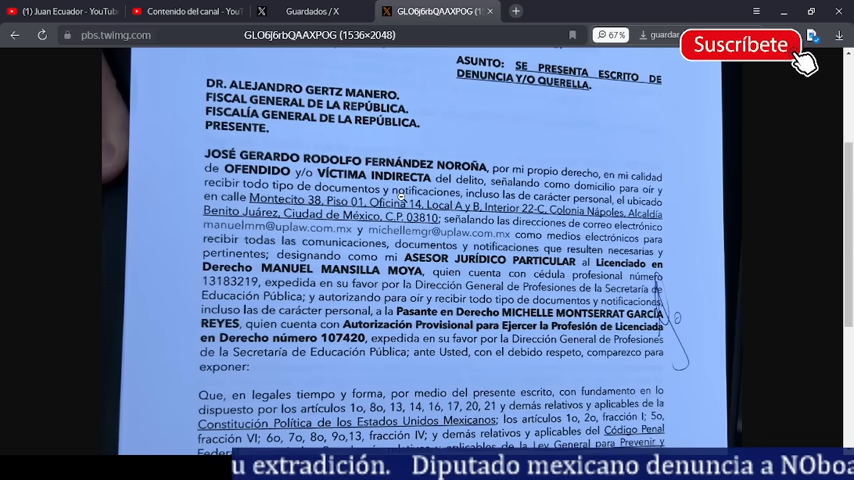 (1) Juan Ecuador - YouTub
Contenido del canal - YouT
Guardados / X
GLO6j6rbQAAXPOG (15
pbs.twimg.com
GLO6j6rbQAAXPOG (1536×2048)
67%
guardar
Suscríbete
ASUNTO: SE PRESENTA ESCRITO DE
DENUNCIA Y/O QUERELLA.
DR. ALEJANDRO GERTZ MANERO.
FISCAL GENERAL DE LA REPÚBLICA.
FISCALÍA GENERAL DE LA REPÚBLICA.
PRESENTE.
JOSÉ GERARDO RODOLFO FERNÁNDEZ NOROÑA, por mi propio derecho, en mi calidad
de OFENDIDO y/o VÍCTIMA INDIRECTA del delito, señalando como domicilio para oír y
recibir todo tipo de documentos y notificaciones, incluso las de carácter personal, el ubicado
en calle Montecito 38, Piso 01, Oficina 14, Local A y B, Interior 22-C, Colonia Nápoles, Alcaldía
Benito Juárez, Ciudad de México, C.P. 03810; señalando las direcciones de correo electrónico
manuelmm@uplaw.com.mx y michellemgr@uplaw.com.mx como medios electrónicos para
recibir todas las comunicaciones, documentos y notificaciones que resulten necesarias y
pertinentes; designando como mi ASESOR JURÍDICO PARTICULAR al Licenciado en
Derecho MANUEL MANSILLA MOYA, quien cuenta con cédula profesional número
13183219, expedida en su favor por la Dirección General de Profesiones de la Secretaría de
Educación Pública; y autorizando para oír y recibir todo tipo de documentos y notificaciones,
incluso las de carácter personal, a la Pasante en Derecho MICHELLE MONTSERRAT GARCÍA
REYES, quien cuenta con Autorización Provisional para Ejercer la Profesión de Licenciada
en Derecho número 107420, expedida en su favor por la Dirección General de Profesiones
de la Secretaría de Educación Pública; ante Usted, con el debido respeto, comparezco para
exponer:
Que, en legales tiempo y forma, por medio del presente escrito, con fundamento en lo
dispuesto por los artículos 1o, 8o, 13, 14, 16, 17, 20, 21 y demás relativos y aplicables de la
Constitución Política de los Estados Unidos Mexicanos; los artículos 1o, 2o, fracción I; 5o,
fracción VI; 6o, 7o, 8o, 9o,13, fracción IV; y demás relativos y aplicables del Código Penal
relativos y aplicables de la Ley General para Prevenir y
u extradición. Diputado mexicano denuncia a NOboa